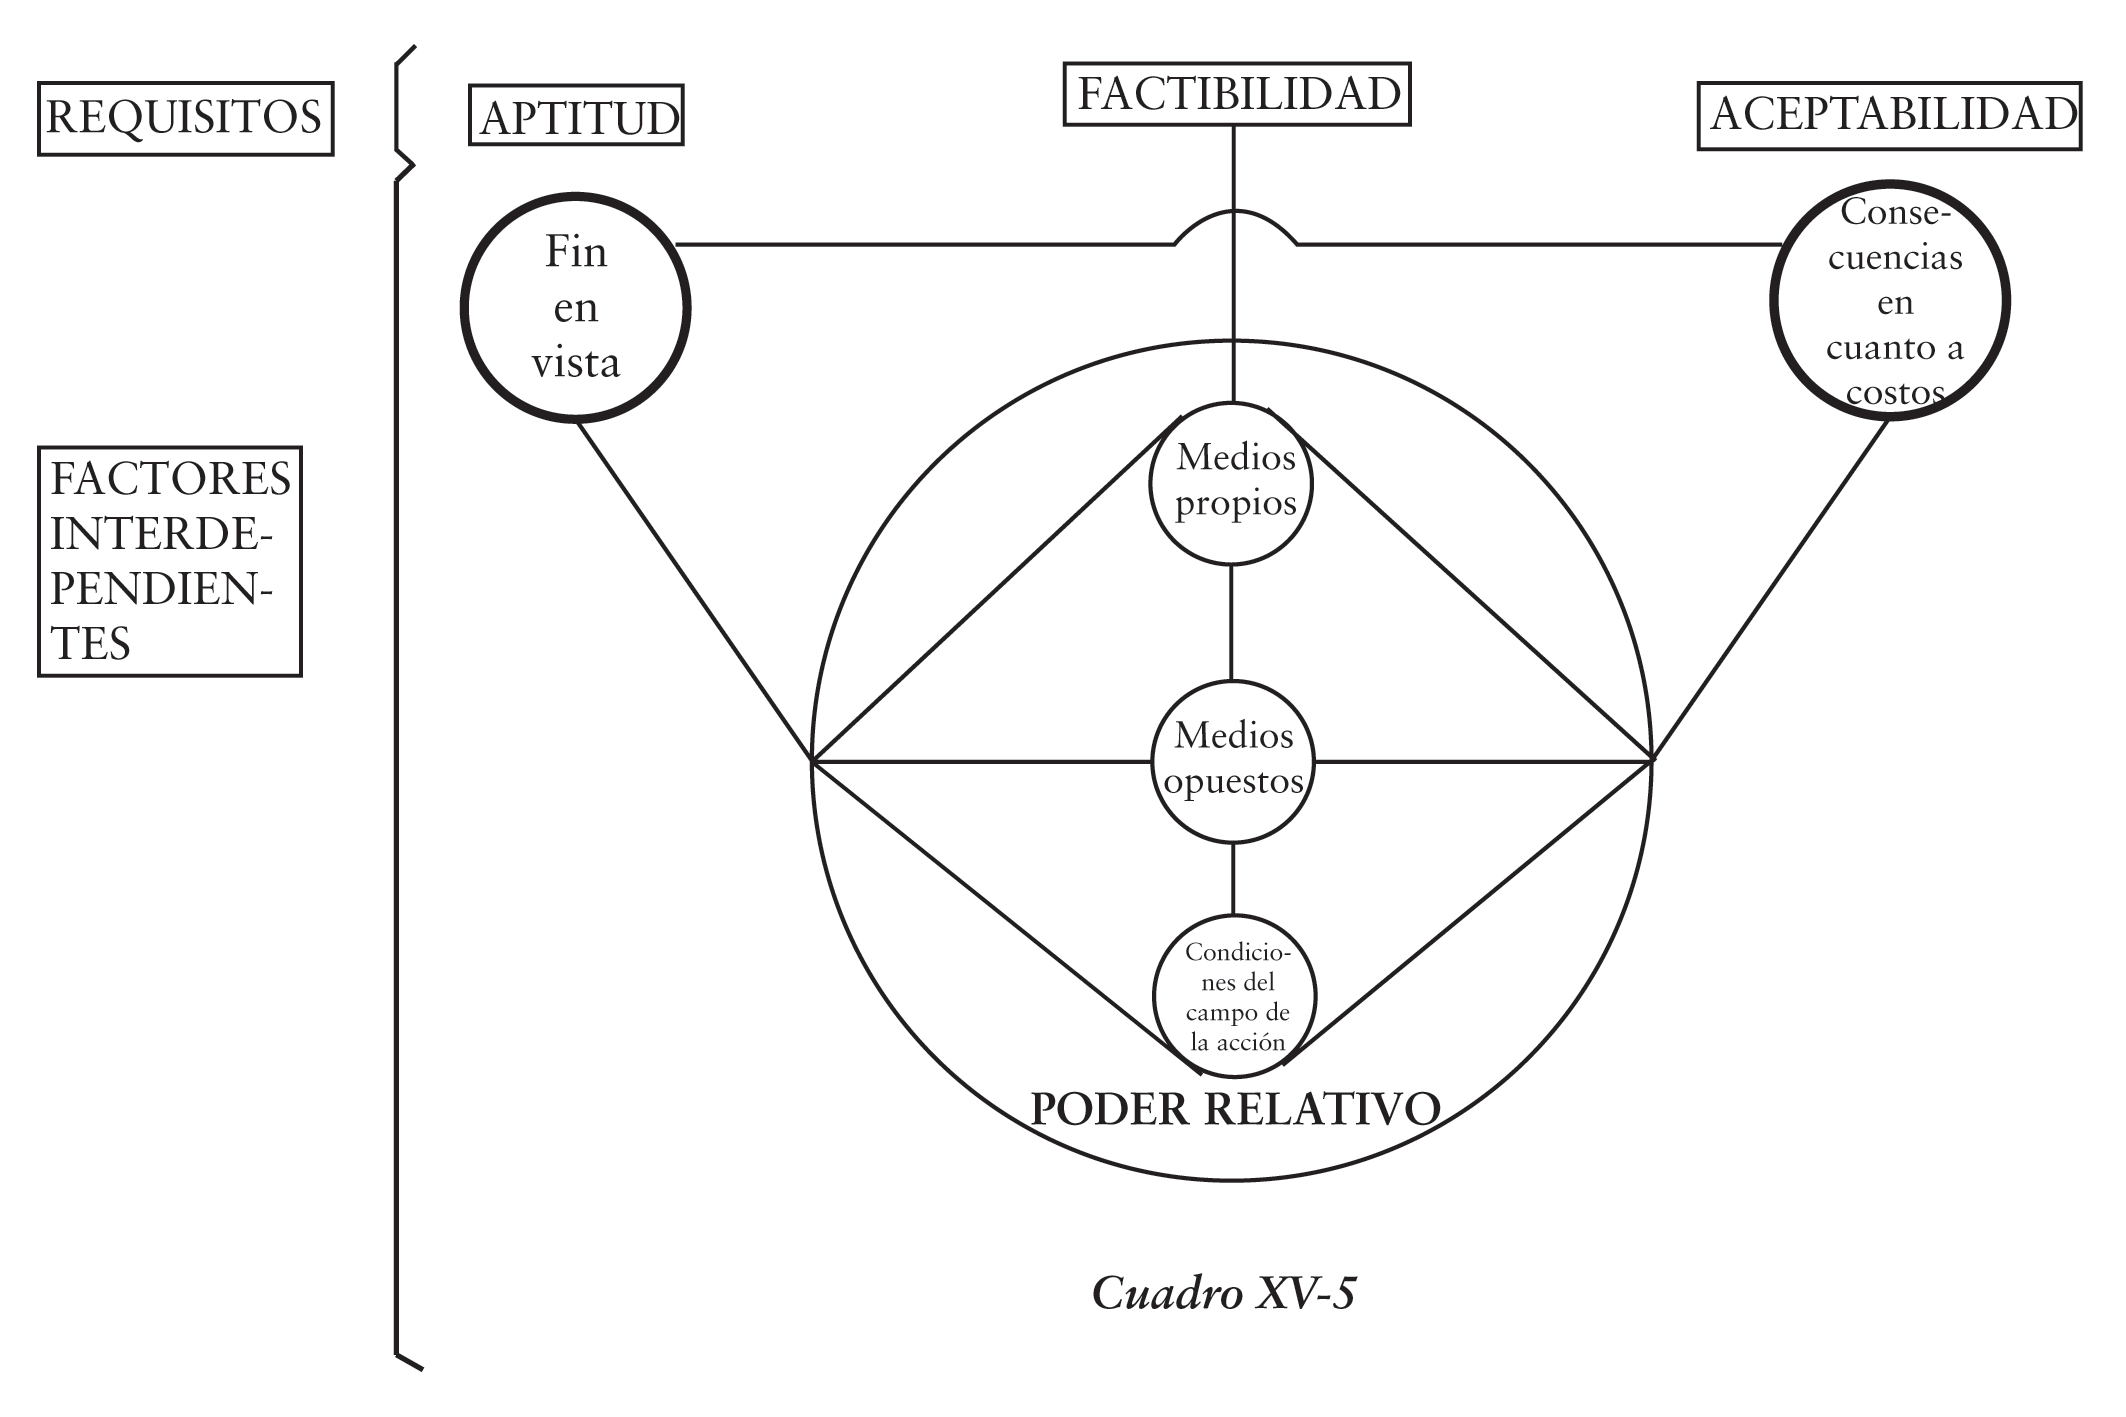 REQUISITOS
APTITUD
FACTIBILIDAD
ACEPTABILIDAD
Fin
en
vista
Conse-
cuencias
en
cuanto a
costos
FACTORES
INTERDE-
PENDIEN-
TES
Medios
propios
Medios
opuestos
Condicio-
nes del
campo de
la acción
PODER RELATIVO
Cuadro XV-5